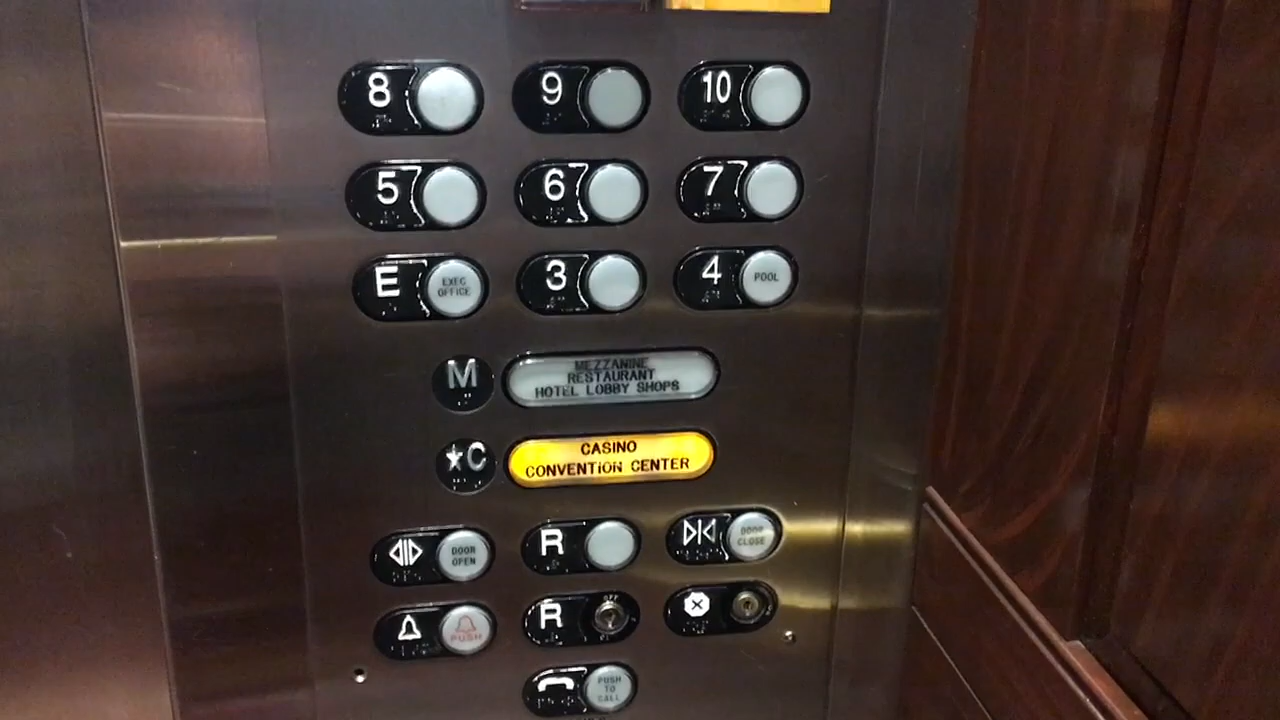 8 9 10
5 6 7
E EXEC OFFICE 3 4 POOL
M MEZZANINE
RESTAURANT
HOTEL LOBBY SHOPS
★C CASINO
CONVENTION CENTER
DOOR OPEN R DOOR CLOSE
PUSH R OFF
PUSH TO CALL